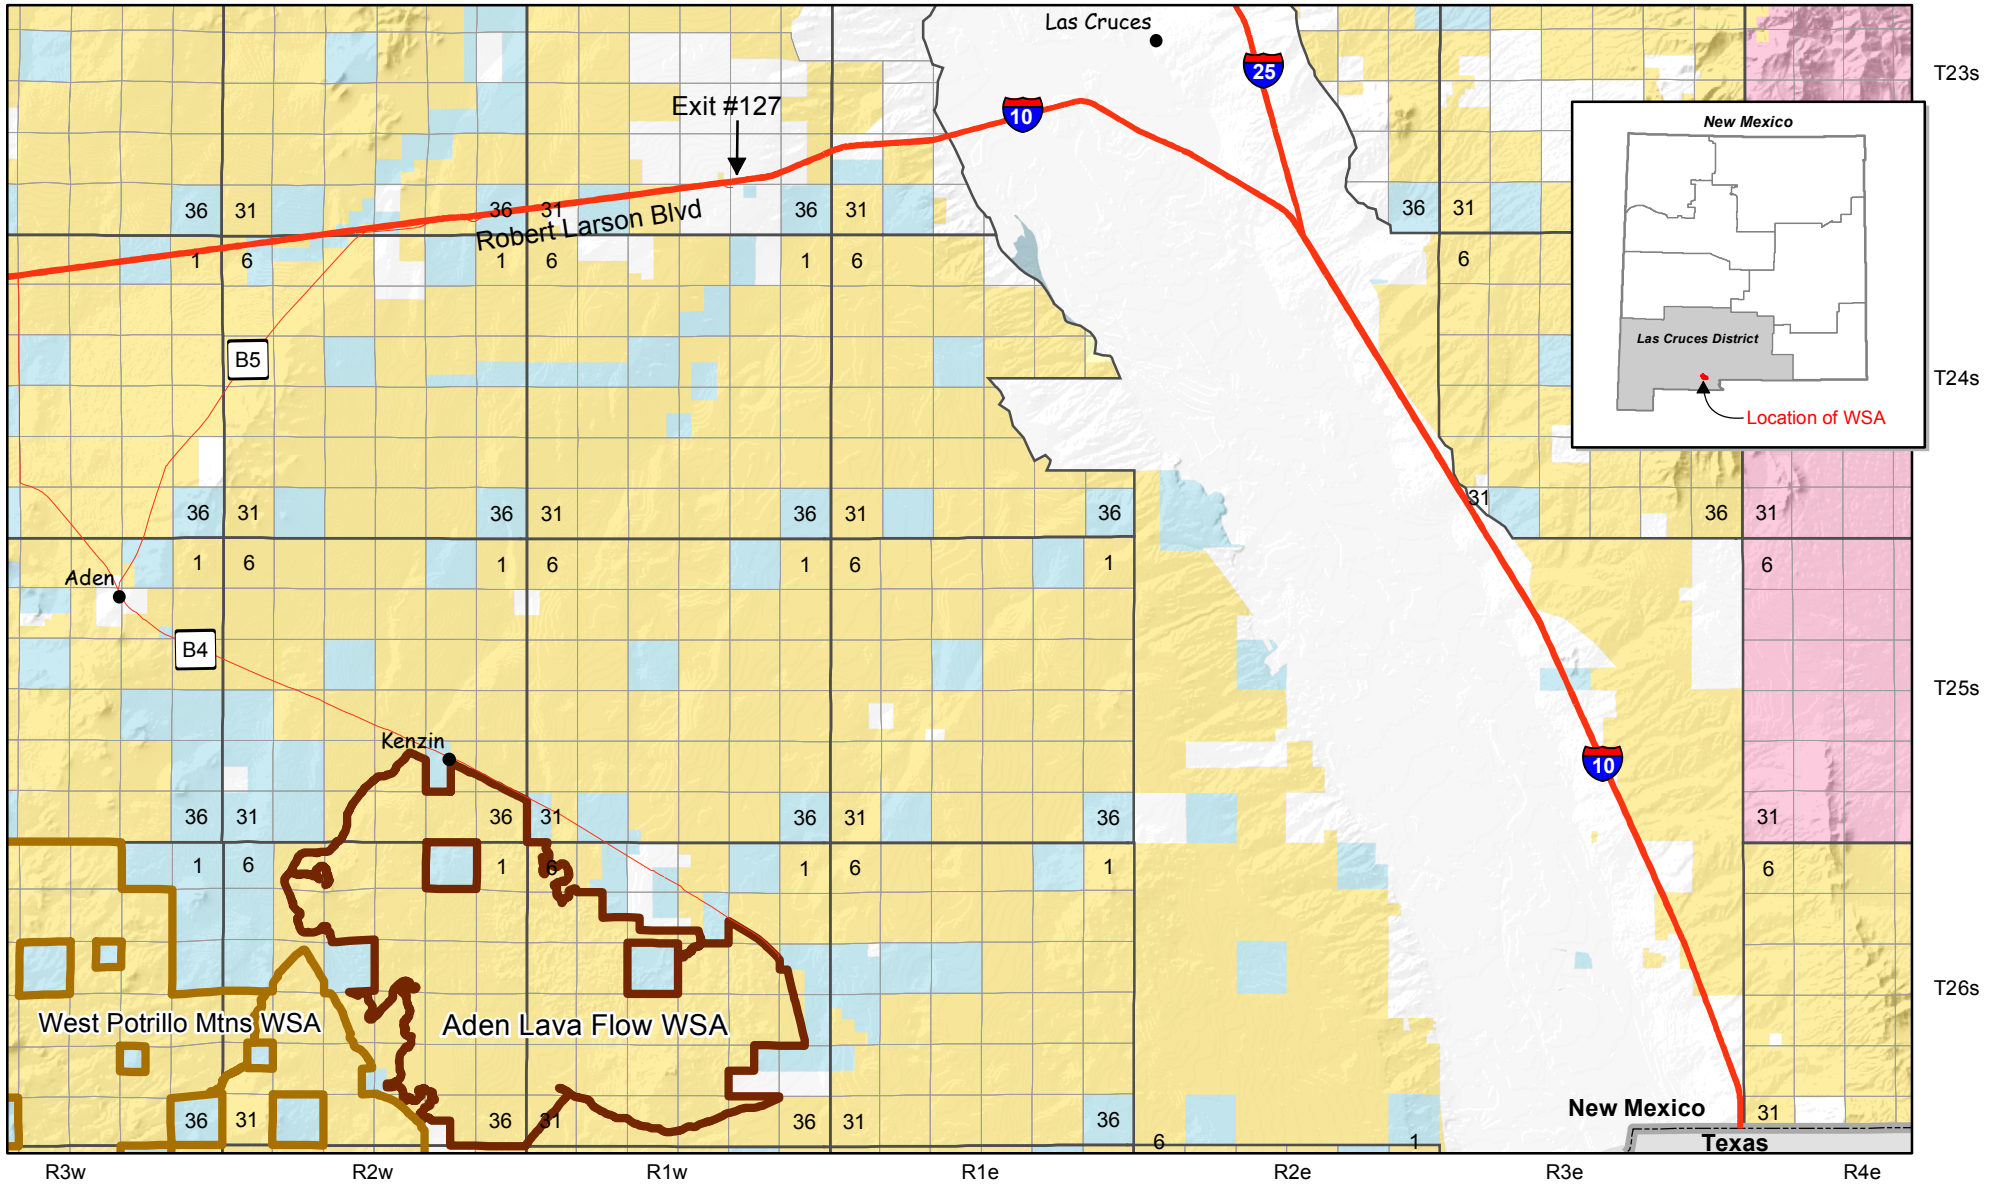 Las Cruces
25
T23s
Exit #127
10
New Mexico
36 31 36 31 36 31 36 31
Robert Larson Blvd
1 6 1 6 1 6 6
Las Cruces District
B5
T24s
Location of WSA
31
36 31 36 31 36 31 36 36 31
1 6 1 6 1 6 1 6
Aden
B4
T25s
Kenzin
10
36 31 36 31 36 31 36 31
1 6 1 6 1 6 1 6
T26s
West Potrillo Mtns WSA
Aden Lava Flow WSA
New Mexico
36 31 36 31 36 31 36 31
6 1
Texas
R3w R2w R1w R1e R2e R3e R4e